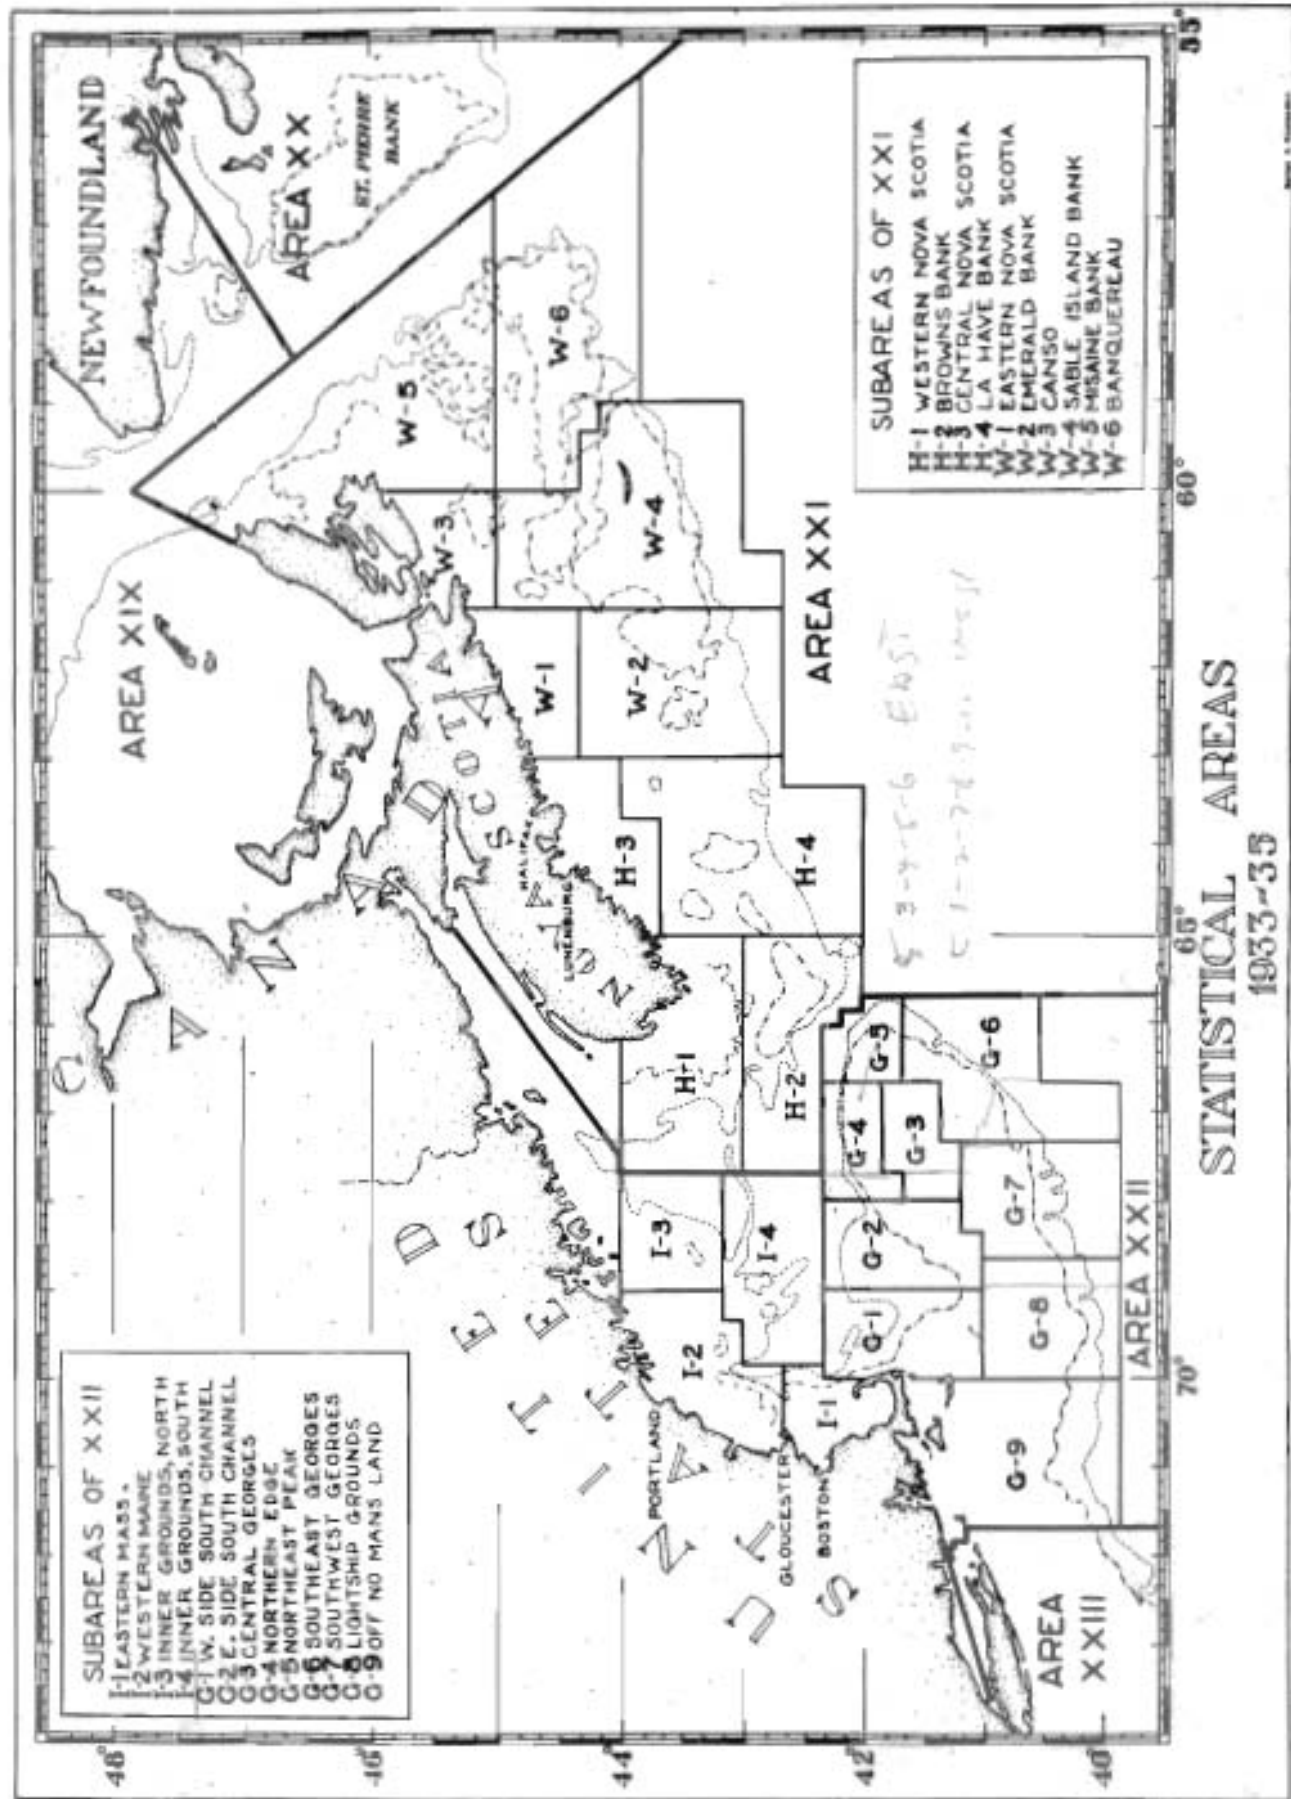 SUBAREAS OF XXII
I-1 EASTERN MASS.
I-2 WESTERN MAINE
I-3 INNER GROUNDS, NORTH
I-4 INNER GROUNDS, SOUTH
G-1 W. SIDE SOUTH CHANNEL
G-2 E. SIDE SOUTH CHANNEL
G-3 CENTRAL GEORGES
G-4 NORTHERN EDGE
G-5 NORTHEAST PEAK
G-6 SOUTHEAST GEORGES
G-7 SOUTHWEST GEORGES
G-8 LIGHTSHIP GROUNDS
G-9 OFF NO MANS LAND
CANADA
AREA XIX
NEWFOUNDLAND
AREA XX
ST. PIERRE
BANK
NOVA
SCOTIA
HALIFAX
LUNENBURG
UNITED
STATES
PORTLAND
GLOUCESTER
BOSTON
W-5
W-3
W-6
W-1
W-4
W-2
H-3
H-4
H-1
H-2
I-3
I-4
I-2
I-1
G-5
G-4
G-3
G-6
G-2
G-1
G-7
G-8
G-9
AREA XXI
AREA XXII
AREA
XXIII
3-4-5-6 EAST
SUBAREAS OF XXI
H-1 WESTERN NOVA SCOTIA
H-2 BROWNS BANK
H-3 CENTRAL NOVA SCOTIA
H-4 LA HAVE BANK
W-1 EASTERN NOVA SCOTIA
W-2 EMERALD BANK
W-3 CANSO
W-4 SABLE ISLAND BANK
W-5 MISAINE BANK
W-6 BANQUEREAU
48°
46°
44°
42°
40°
70°
65°
60°
55°
STATISTICAL AREAS
1933-35